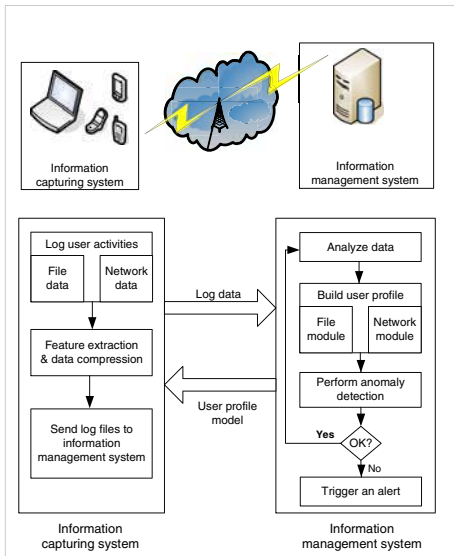 Information
capturing system
Information
management system
Log user activities
File
data
Network
data
Feature extraction
& data compression
Send log files to
information
management system
Information
capturing system
Log data
User profile
model
Analyze data
Build user profile
File
module
Network
module
Perform anomaly
detection
Yes
OK?
No
Trigger an alert
Information
management system